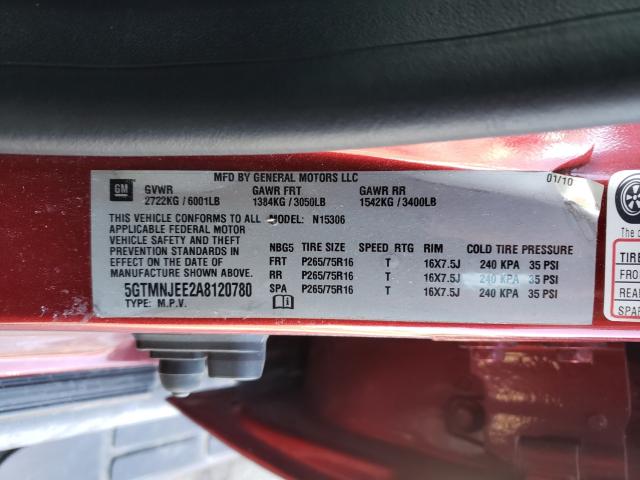 MFD BY GENERAL MOTORS LLC
01/10
GM
GVWR GAWR FRT GAWR RR
2722KG / 6001LB 1384KG / 3050LB 1542KG / 3400LB
THIS VEHICLE CONFORMS TO ALL
APPLICABLE FEDERAL MOTOR
VEHICLE SAFETY AND THEFT
PREVENTION STANDARDS IN
EFFECT ON THE DATE OF
MANUFACTURE SHOWN ABOVE.
5GTMNJEE2A8120780
TYPE: M.P.V.
MODEL: N15306
NBG5 TIRE SIZE SPEED RTG RIM COLD TIRE PRESSURE
FRT P265/75R16 T 16X7.5J 240 KPA 35 PSI
RR P265/75R16 T 16X7.5J 240 KPA 35 PSI
SPA P265/75R16 T 16X7.5J 240 KPA 35 PSI
The co
TIRE
FRO
REAR
SPAR